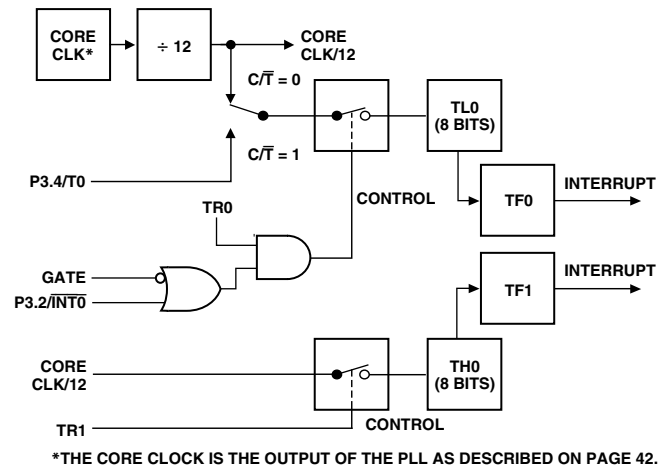 CORE
CLK*
÷ 12
CORE
CLK/12
C/T̅ = 0
TL0
(8 BITS)
C/T̅ = 1
P3.4/T0
CONTROL
TF0
INTERRUPT
TR0
GATE
P3.2/I̅N̅T̅0̅
TF1
INTERRUPT
CORE
CLK/12
TH0
(8 BITS)
TR1
CONTROL
*THE CORE CLOCK IS THE OUTPUT OF THE PLL AS DESCRIBED ON PAGE 42.